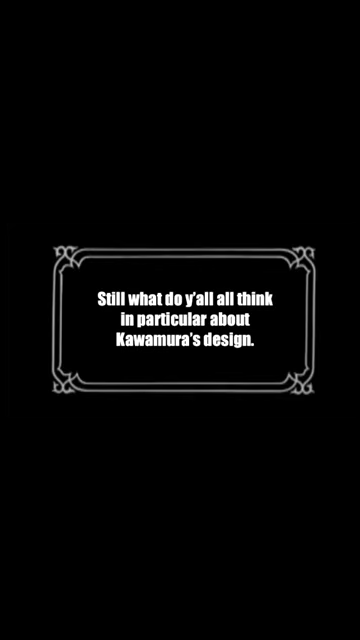 Still what do y'all all think
in particular about
Kawamura's design.